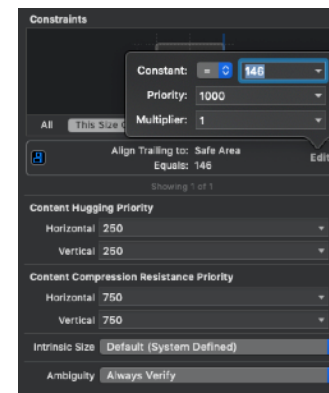 Constraints
Constant: = 146
Priority: 1000
Multiplier: 1
All This Size C
Align Trailing to: Safe Area
Equals: 146
Edit
Showing 1 of 1
Content Hugging Priority
Horizontal 250
Vertical 250
Content Compression Resistance Priority
Horizontal 750
Vertical 750
Intrinsic Size Default (System Defined)
Ambiguity Always Verify